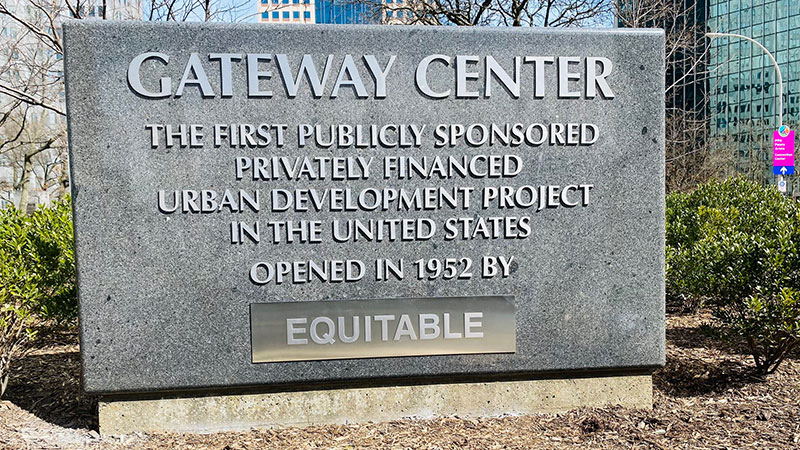 GATEWAY CENTER
THE FIRST PUBLICLY SPONSORED
PRIVATELY FINANCED
URBAN DEVELOPMENT PROJECT
IN THE UNITED STATES
OPENED IN 1952 BY
EQUITABLE